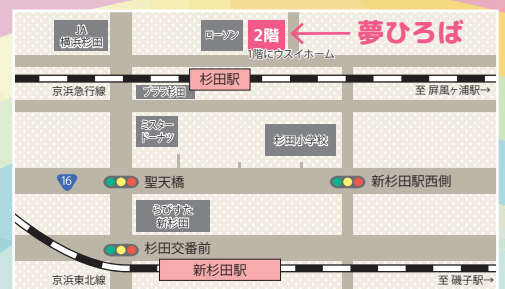 JA
横浜杉田
ローソン
2階
夢ひろば
1階にウスイホーム
杉田駅
京浜急行線
プララ杉田
至 屏風ヶ浦駅→
ミスター
ドーナツ
杉田小学校
16
聖天橋
新杉田駅西側
らびすた
新杉田
杉田交番前
新杉田駅
京浜東北線
至 磯子駅→